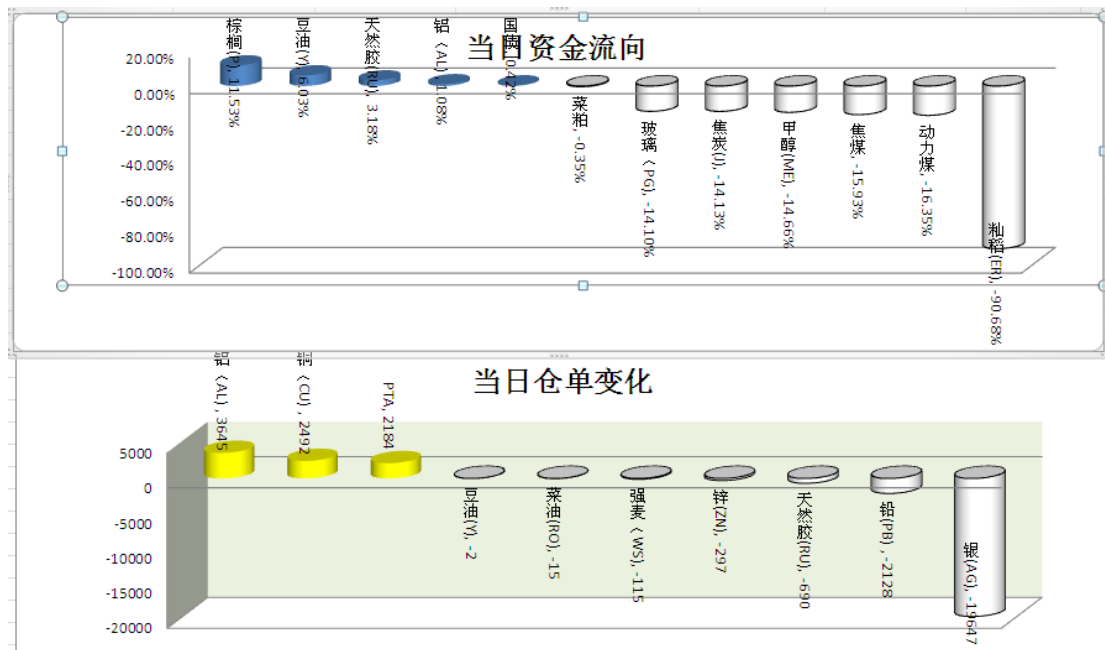 当日资金流向
20.00%
0.00%
-20.00%
-40.00%
-60.00%
-80.00%
-100.00%
棕榈(P), 11.53%
豆油(Y), 6.03%
天然胶(RU), 3.18%
铝〈AL〉, 1.08%
国债, 0.42%
菜粕, -0.35%
玻璃〈PG〉, -14.10%
焦炭(J), -14.13%
甲醇(ME), -14.66%
焦煤, -15.93%
动力煤, -16.35%
籼稻(ER), -90.68%
当日仓单变化
5000
0
-5000
-10000
-15000
-20000
铝〈AL〉, 3645
铜〈CU〉, 2492
PTA, 2184
豆油(Y), -2
菜油(RO), -15
强麦〈WS〉, -115
锌(ZN), -297
天然胶(RU), -690
铅(PB), -2128
银(AG), -19647